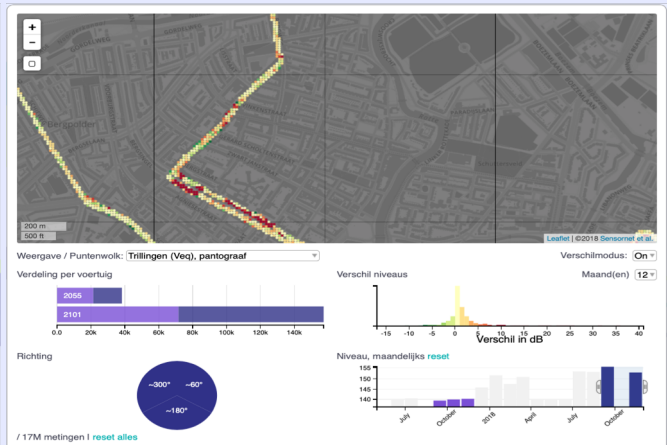 +
−
Bergpolder
200 m
500 ft
Leaflet | ©2018 Sensornet et al.
Weergave / Puntenwolk: Trillingen (Veq), pantograaf
Verschilmodus: On
Verdeling per voertuig
Verschil niveaus
Maand(en) 12
2055
2101
0.0 20k 40k 60k 80k 100k 120k 140k
-15 -10 -5 0 5 10 15 20 25 30 35 40
Verschil in dB
Richting
~300° ~60°
~180°
Niveau, maandelijks reset
155
150
145
140
July October 2018 April July October
/ 17M metingen | reset alles